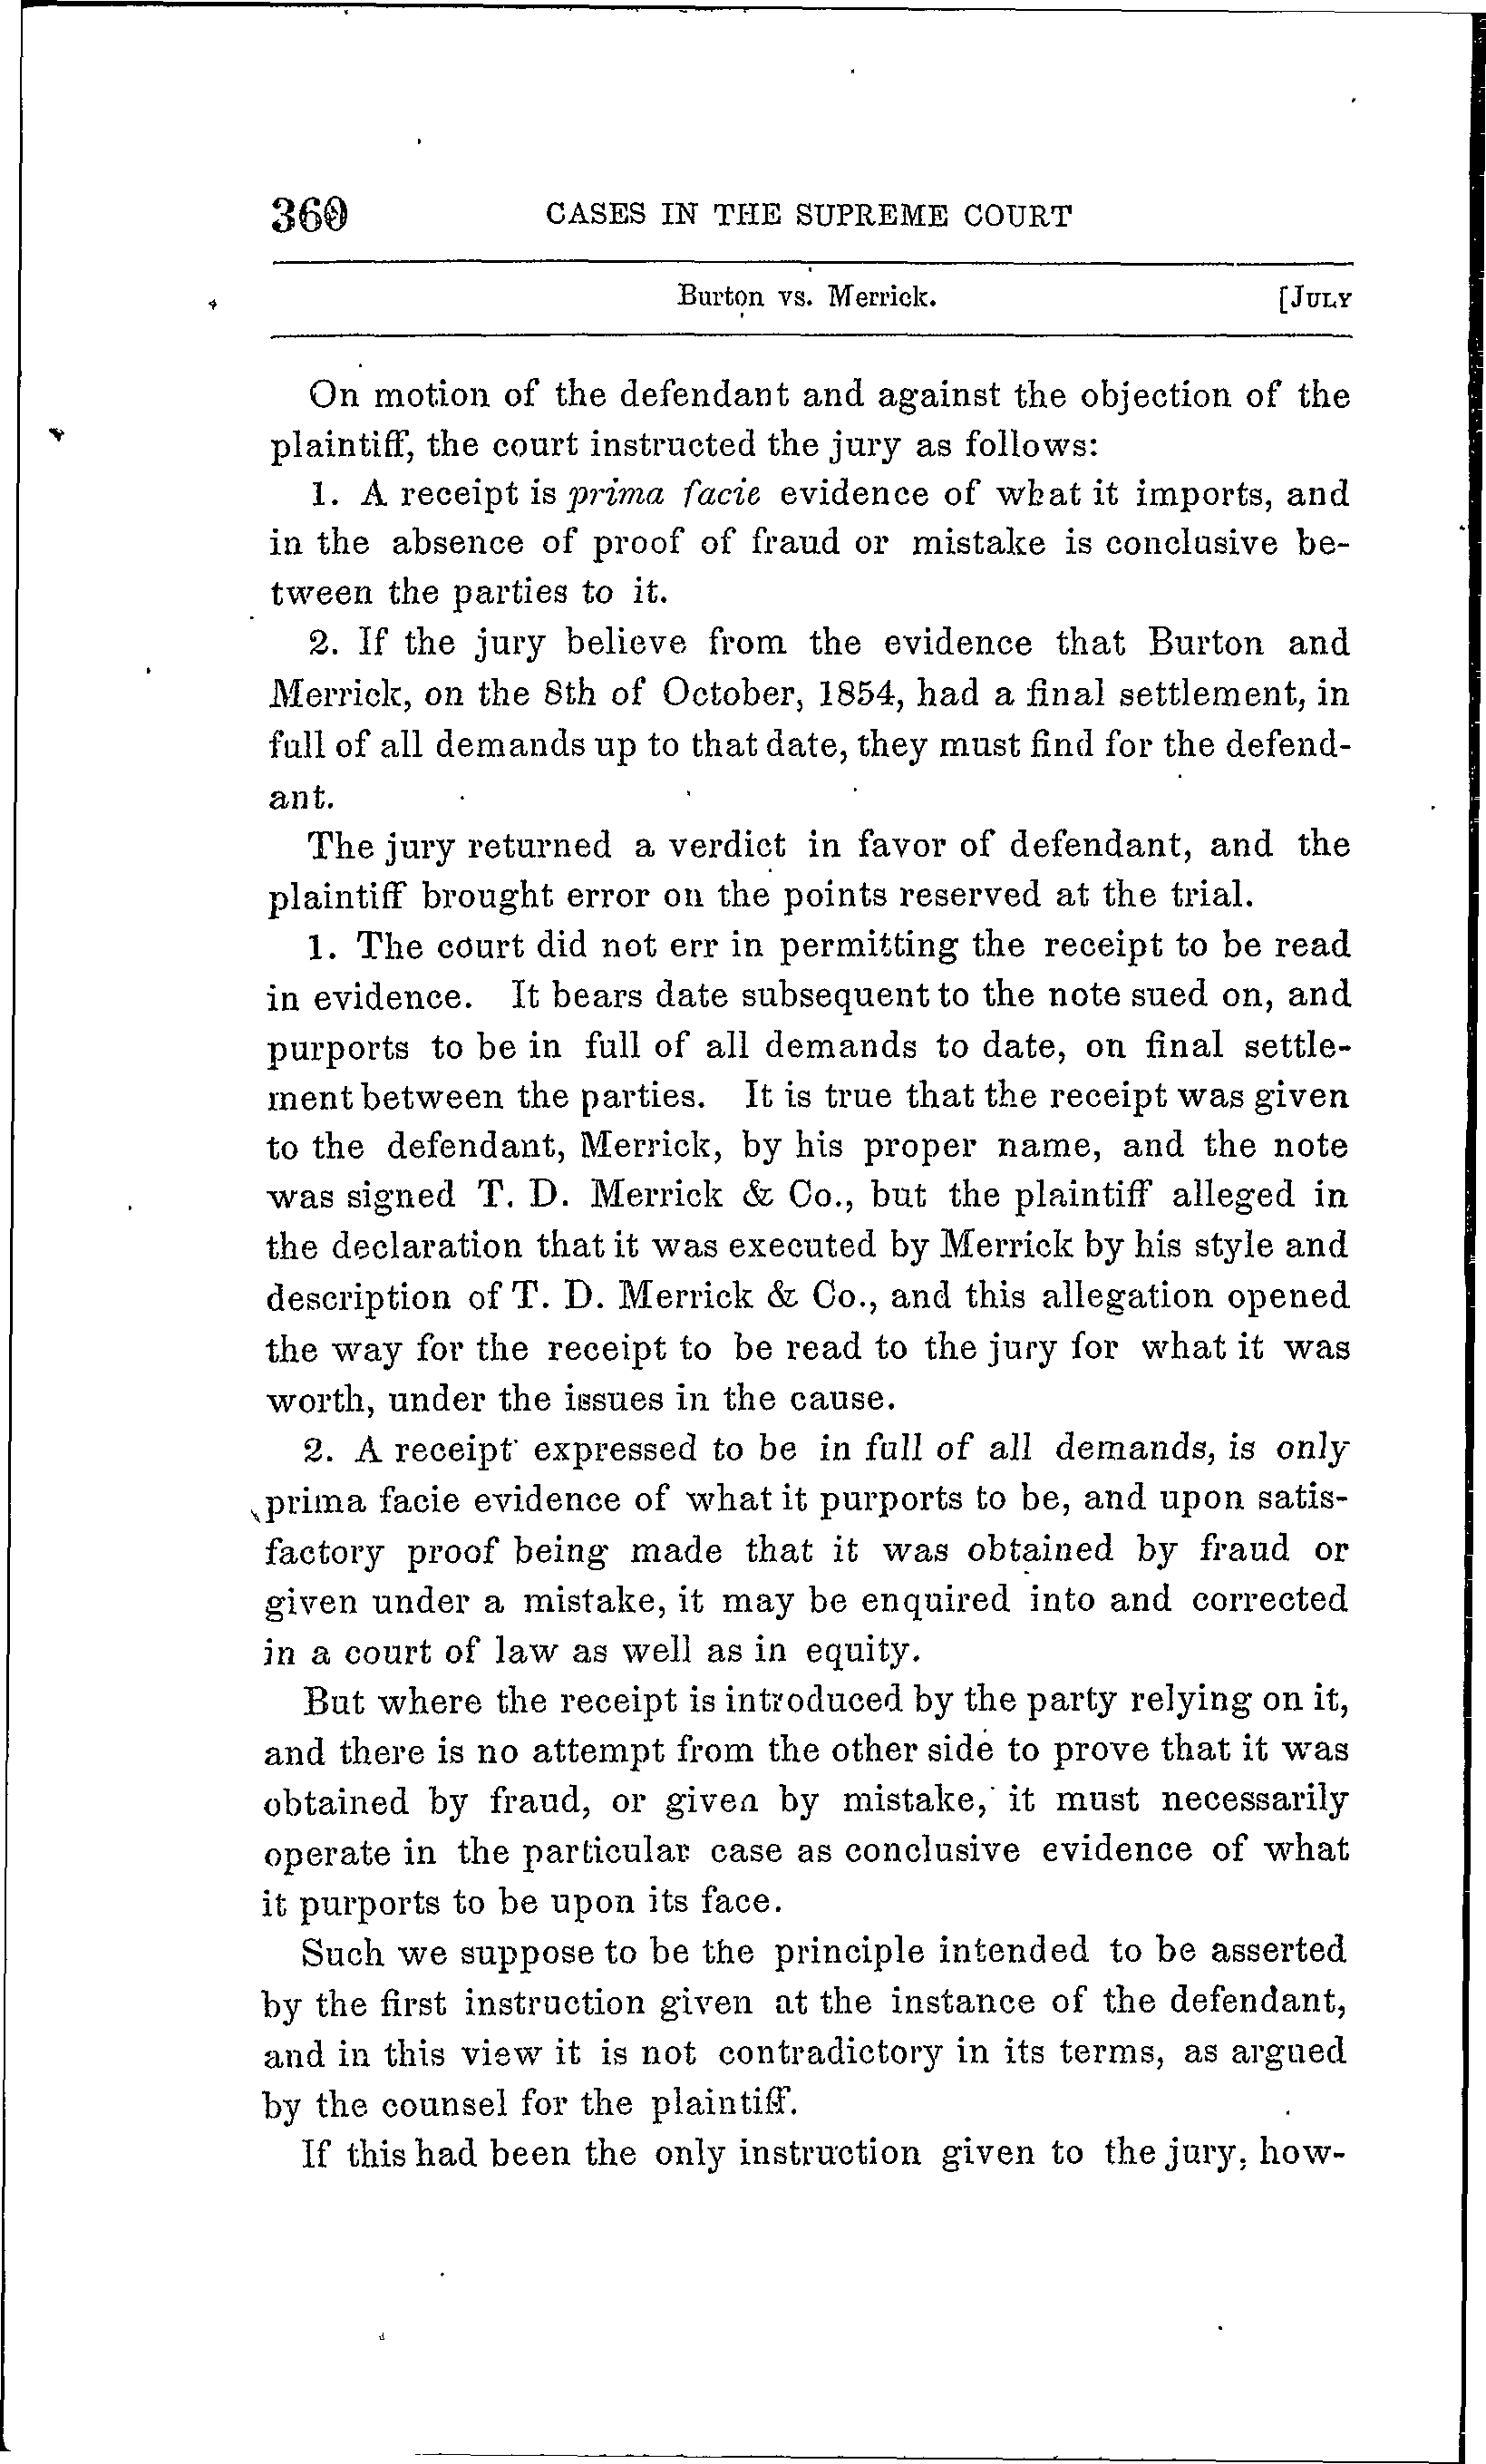 360 CASES IN THE SUPREME COURT
Burton vs. Merrick. [JULY
On motion of the defendant and against the objection of the
plaintiff, the court instructed the jury as follows:
1. A receipt is prima facie evidence of what it imports, and
in the absence of proof of fraud or mistake is conclusive be-
tween the parties to it.
2. If the jury believe from the evidence that Burton and
Merrick, on the 8th of October, 1854, had a final settlement, in
full of all demands up to that date, they must find for the defend-
ant.
The jury returned a verdict in favor of defendant, and the
plaintiff brought error on the points reserved at the trial.
1. The court did not err in permitting the receipt to be read
in evidence. It bears date subsequent to the note sued on, and
purports to be in full of all demands to date, on final settle-
ment between the parties. It is true that the receipt was given
to the defendant, Merrick, by his proper name, and the note
was signed T. D. Merrick & Co., but the plaintiff alleged in
the declaration that it was executed by Merrick by his style and
description of T. D. Merrick & Co., and this allegation opened
the way for the receipt to be read to the jury for what it was
worth, under the issues in the cause.
2. A receipt expressed to be in full of all demands, is only
prima facie evidence of what it purports to be, and upon satis-
factory proof being made that it was obtained by fraud or
given under a mistake, it may be enquired into and corrected
in a court of law as well as in equity.
But where the receipt is introduced by the party relying on it,
and there is no attempt from the other side to prove that it was
obtained by fraud, or given by mistake, it must necessarily
operate in the particular case as conclusive evidence of what
it purports to be upon its face.
Such we suppose to be the principle intended to be asserted
by the first instruction given at the instance of the defendant,
and in this view it is not contradictory in its terms, as argued
by the counsel for the plaintiff.
If this had been the only instruction given to the jury, how-